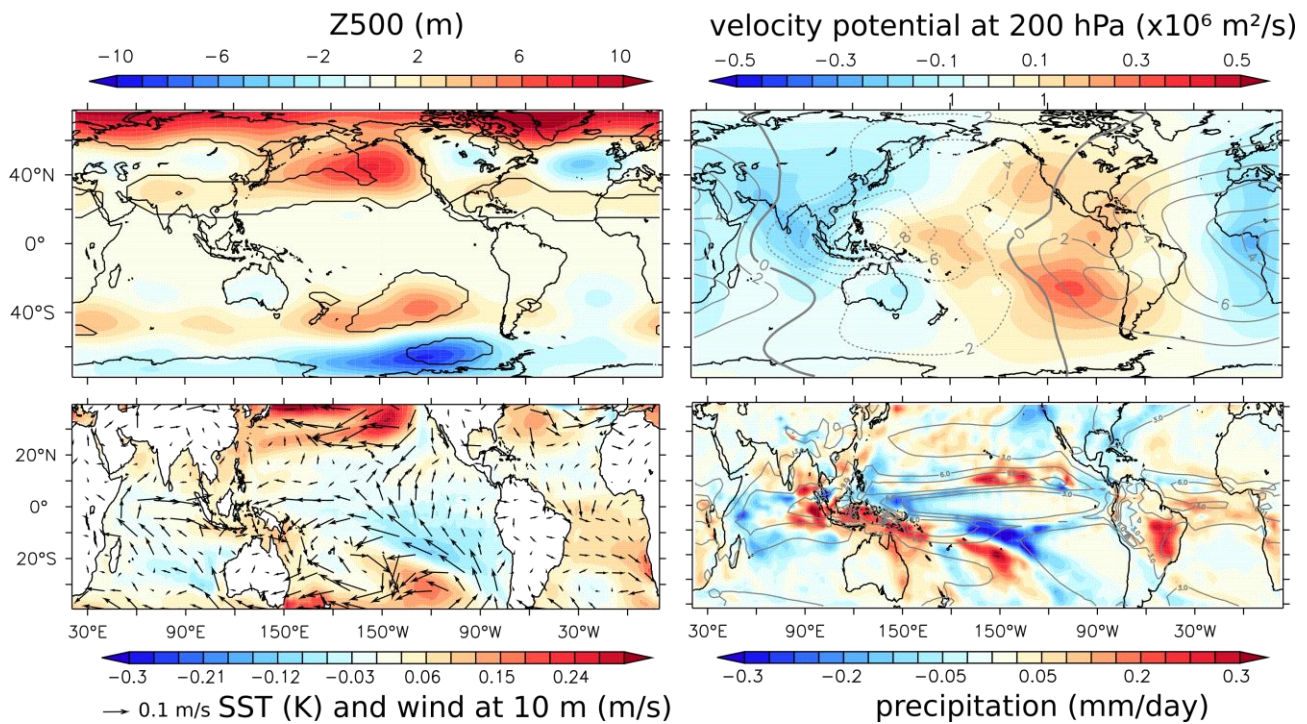 Z500 (m)
velocity potential at 200 hPa (x10⁶ m²/s)
−10 −6 −2 2 6 10
−0.5 −0.3 −0.1 0.1 0.3 0.5
40°N
0°
40°S
20°N
0°
20°S
30°E 90°E 150°E 150°W 90°W 30°W
30°E 90°E 150°E 150°W 90°W 30°W
−0.3 −0.21 −0.12 −0.03 0.06 0.15 0.24
−0.3 −0.2 −0.05 0.05 0.2 0.3
0.1 m/s SST (K) and wind at 10 m (m/s)
precipitation (mm/day)